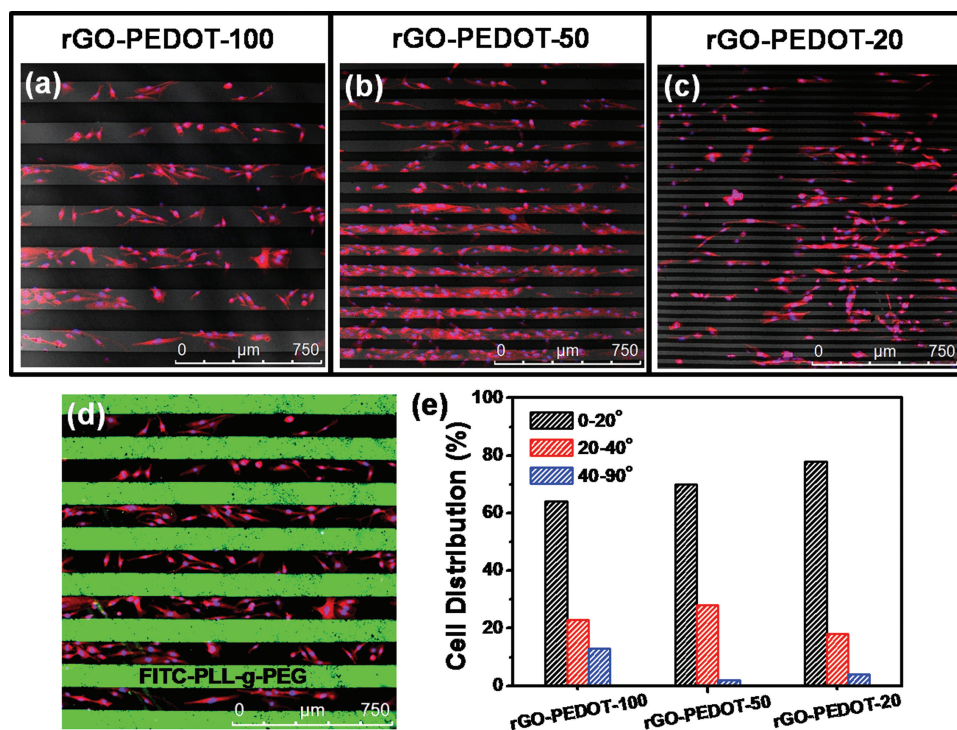 rGO-PEDOT-100
rGO-PEDOT-50
rGO-PEDOT-20
(a)
(b)
(c)
0 µm 750
0 µm 750
0 µm 750
(d)
FITC-PLL-g-PEG
0 µm 750
(e)
100
80
60
40
20
0
Cell Distribution (%)
0-20°
20-40°
40-90°
rGO-PEDOT-100
rGO-PEDOT-50
rGO-PEDOT-20